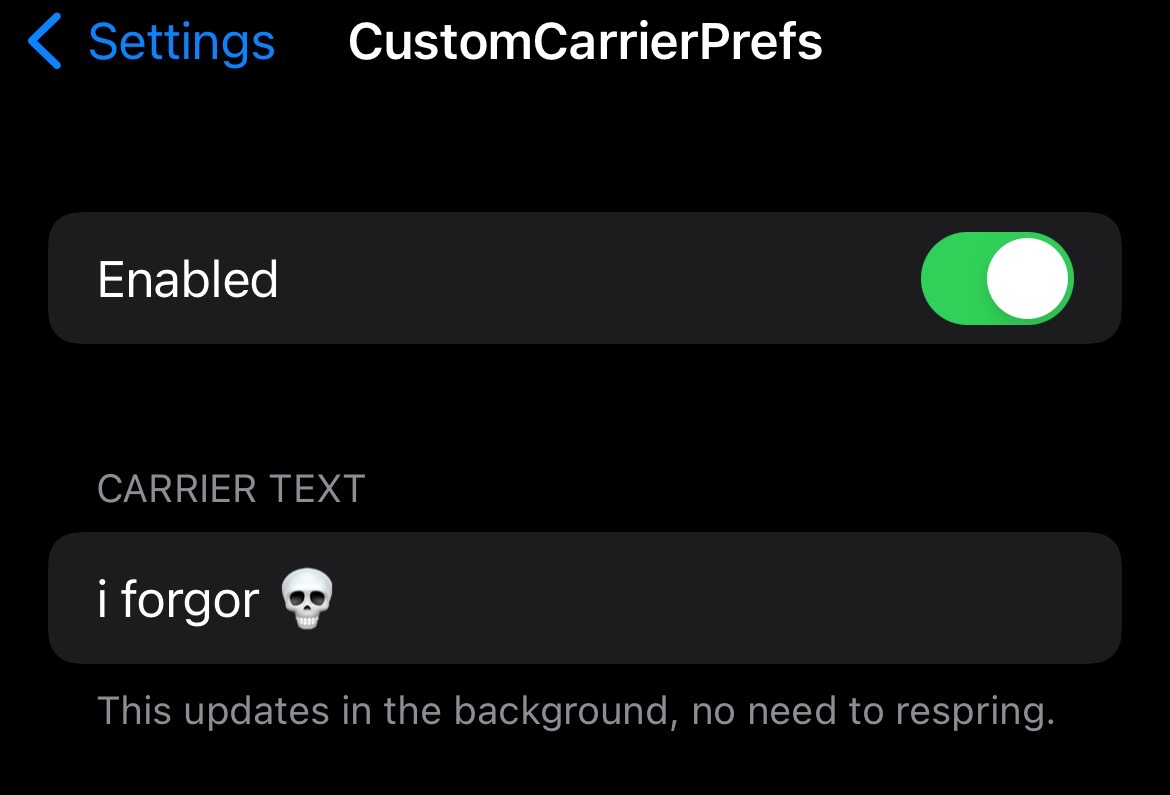 Settings CustomCarrierPrefs
Enabled
CARRIER TEXT
i forgor 💀
This updates in the background, no need to respring.